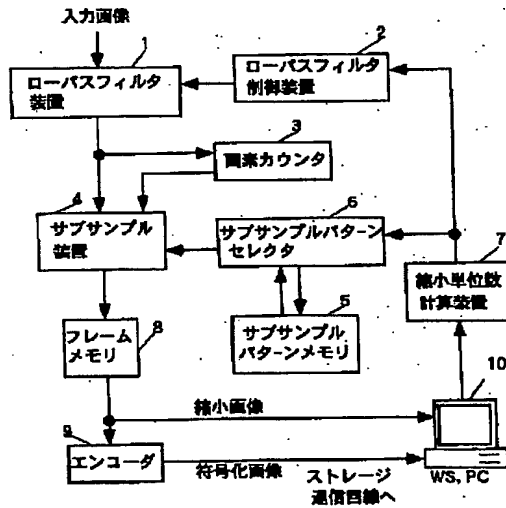 入力画像
1
ローパスフィルタ
装置
2
ローパスフィルタ
制御装置
3
画素カウンタ
4
サブサンプル
装置
6
サブサンプルパターン
セレクタ
7
縮小単位数
計算装置
5
サブサンプル
パターンメモリ
8
フレーム
メモリ
10
縮小画像
9
エンコーダ
符号化画像
ストレージ
通信回線へ
WS, PC